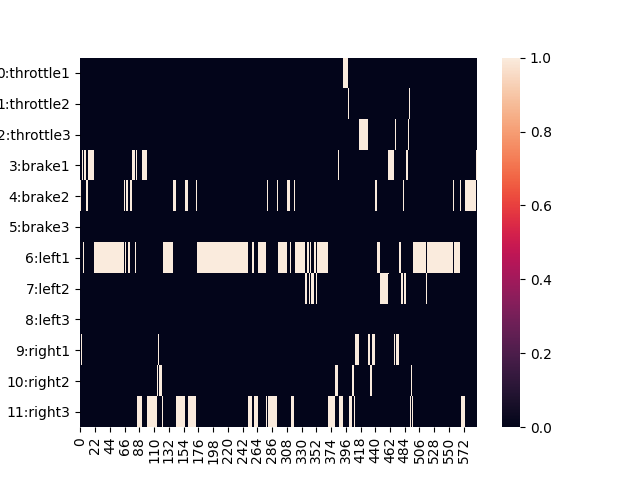 0:throttle1
1:throttle2
2:throttle3
3:brake1
4:brake2
5:brake3
6:left1
7:left2
8:left3
9:right1
10:right2
11:right3
0 22 44 66 88 110 132 154 176 198 220 242 264 286 308 330 352 374 396 418 440 462 484 506 528 550 572
1.0
0.8
0.6
0.4
0.2
0.0